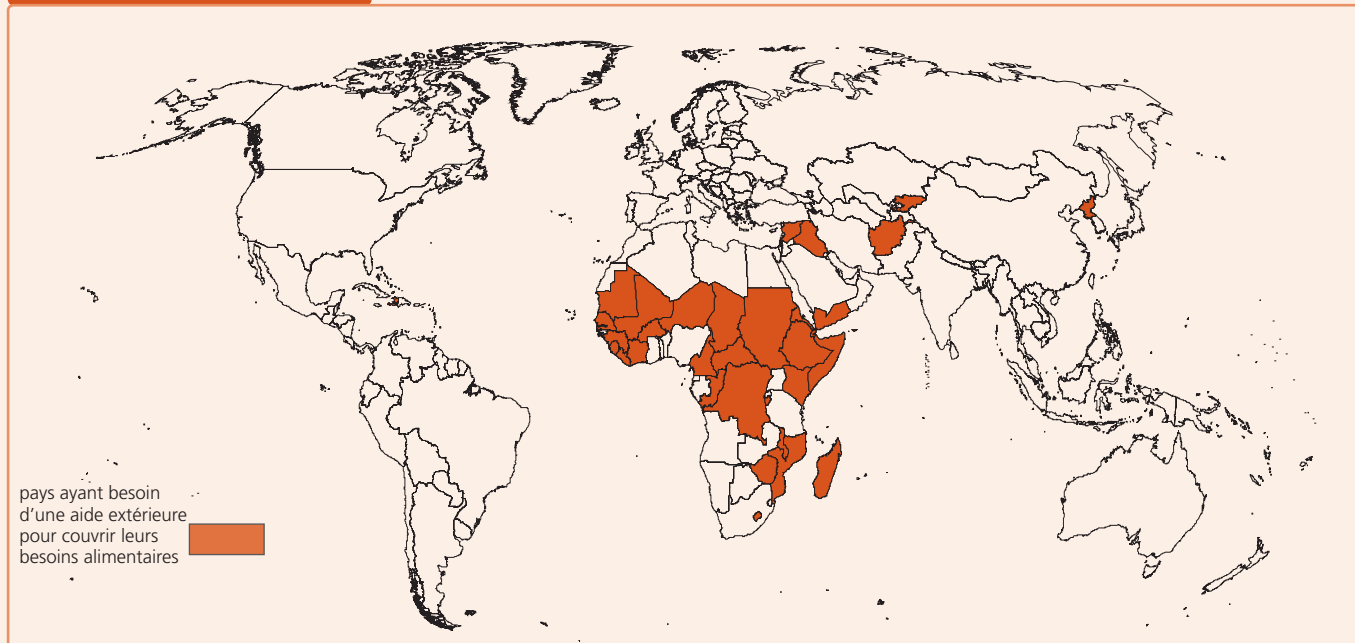 pays ayant besoin
d'une aide extérieure
pour couvrir leurs
besoins alimentaires